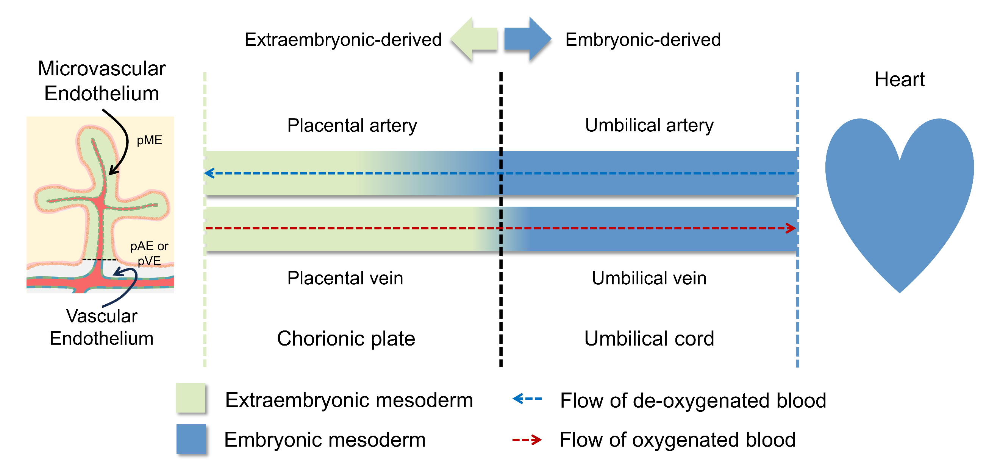 Extraembryonic-derived
Embryonic-derived
Microvascular
Endothelium
Heart
Placental artery
Umbilical artery
pME
pAE or
pVE
Placental vein
Umbilical vein
Vascular
Endothelium
Chorionic plate
Umbilical cord
Extraembryonic mesoderm
Flow of de-oxygenated blood
Embryonic mesoderm
Flow of oxygenated blood